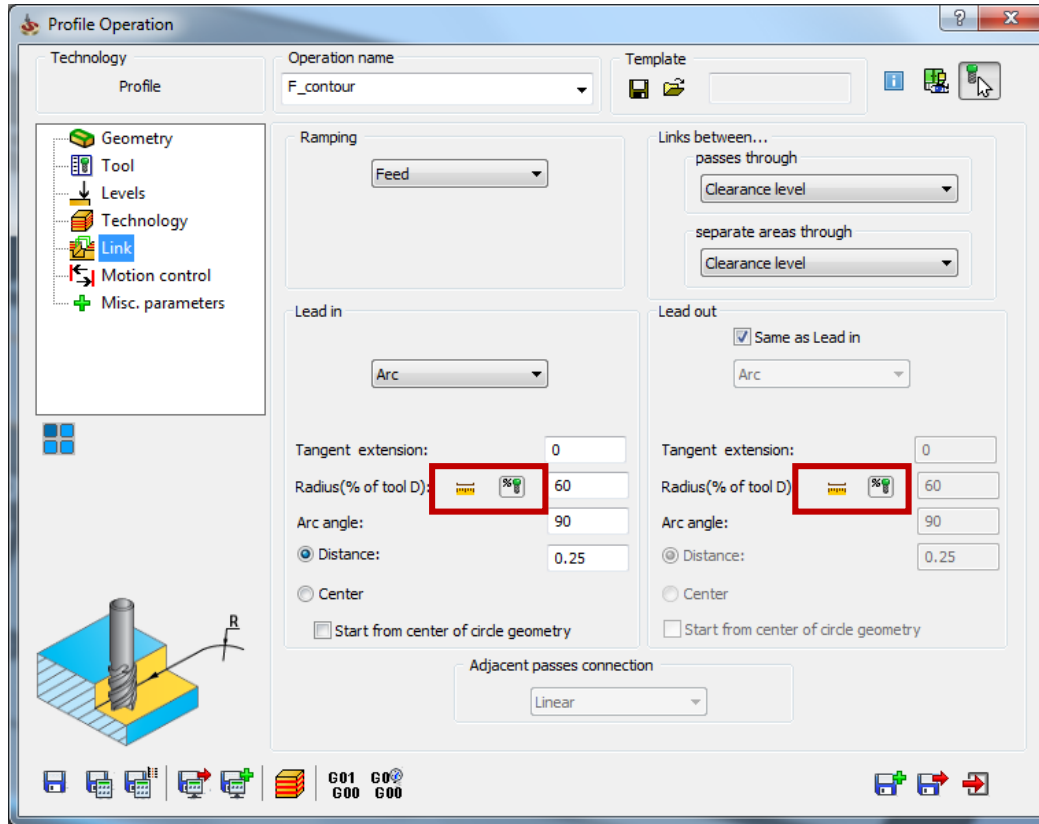 Profile Operation
Technology
Profile
Operation name
F_contour
Template
Geometry
Tool
Levels
Technology
Link
Motion control
Misc. parameters
Ramping
Feed
Links between...
passes through
Clearance level
separate areas through
Clearance level
Lead in
Arc
Tangent extension:
0
Radius(% of tool D):
%
60
Arc angle:
90
Distance:
0.25
Center
Start from center of circle geometry
Lead out
Same as Lead in
Arc
Tangent extension:
0
Radius(% of tool D)
%
60
Arc angle:
90
Distance:
0.25
Center
Start from center of circle geometry
Adjacent passes connection
Linear
R
G01
G00
G0
G00